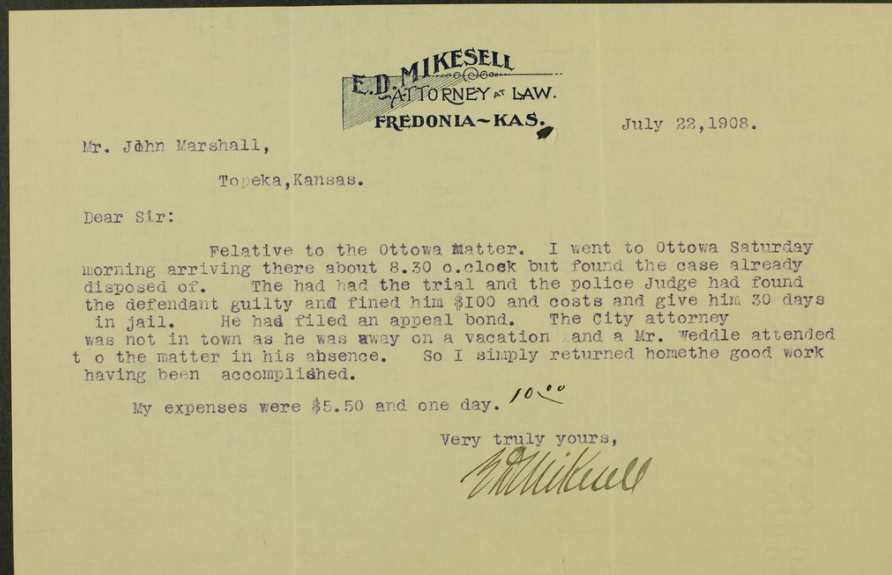 E.D. MIKESELL
ATTORNEY AT LAW.
FREDONIA~KAS.
July 22,1908.
Mr. John Marshall,
Topeka,Kansas.
Dear Sir:
Felative to the Ottowa Matter. I went to Ottowa Saturday
morning arriving there about 8.30 o.clock but found the case already
disposed of. The had had the trial and the police Judge had found
the defendant guilty and fined him $I00 and costs and give him 30 days
in jail. He had filed an appeal bond. The City attorney
was not in town as he was away on a vacation and a Mr. Weddle attended
t o the matter in his absence. So I simply returned homethe good work
having been accomplished.
My expenses were $5.50 and one day. 10.00
Very truly yours,
E D Mikesell